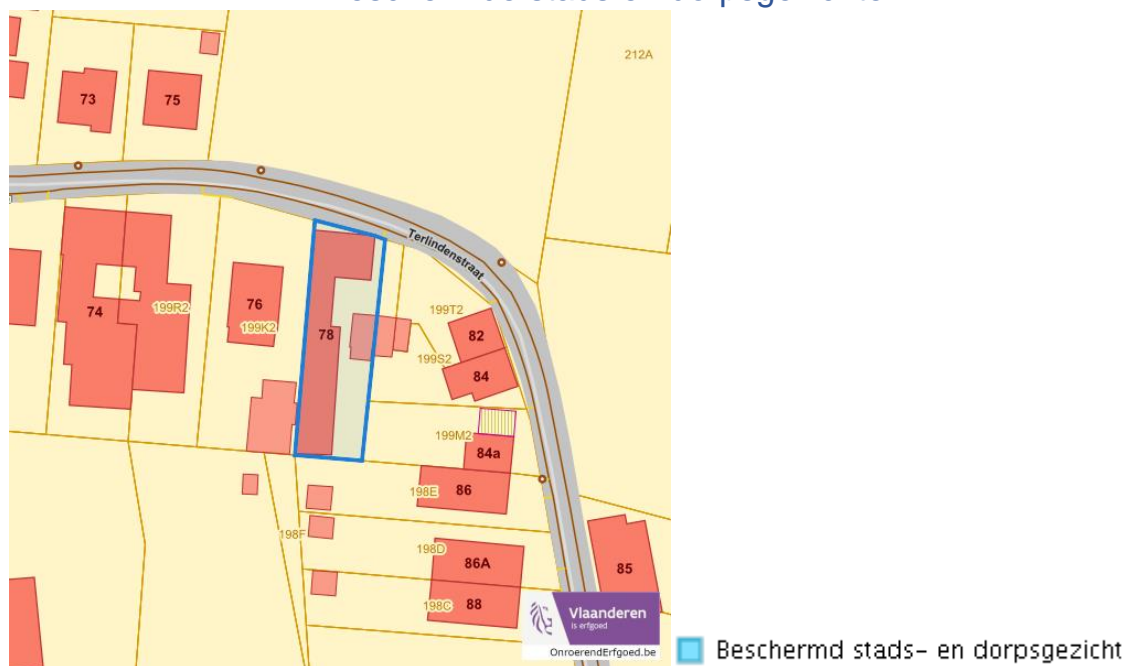 212A
73
75
Terlindenstraat
74
199R2
76
199K2
78
199T2
82
199S2
84
199M2
84a
198E
86
198F
198D
86A
85
198C
88
Vlaanderen
is erfgoed
OnroerendErfgoed.be
Beschermd stads- en dorpsgezicht